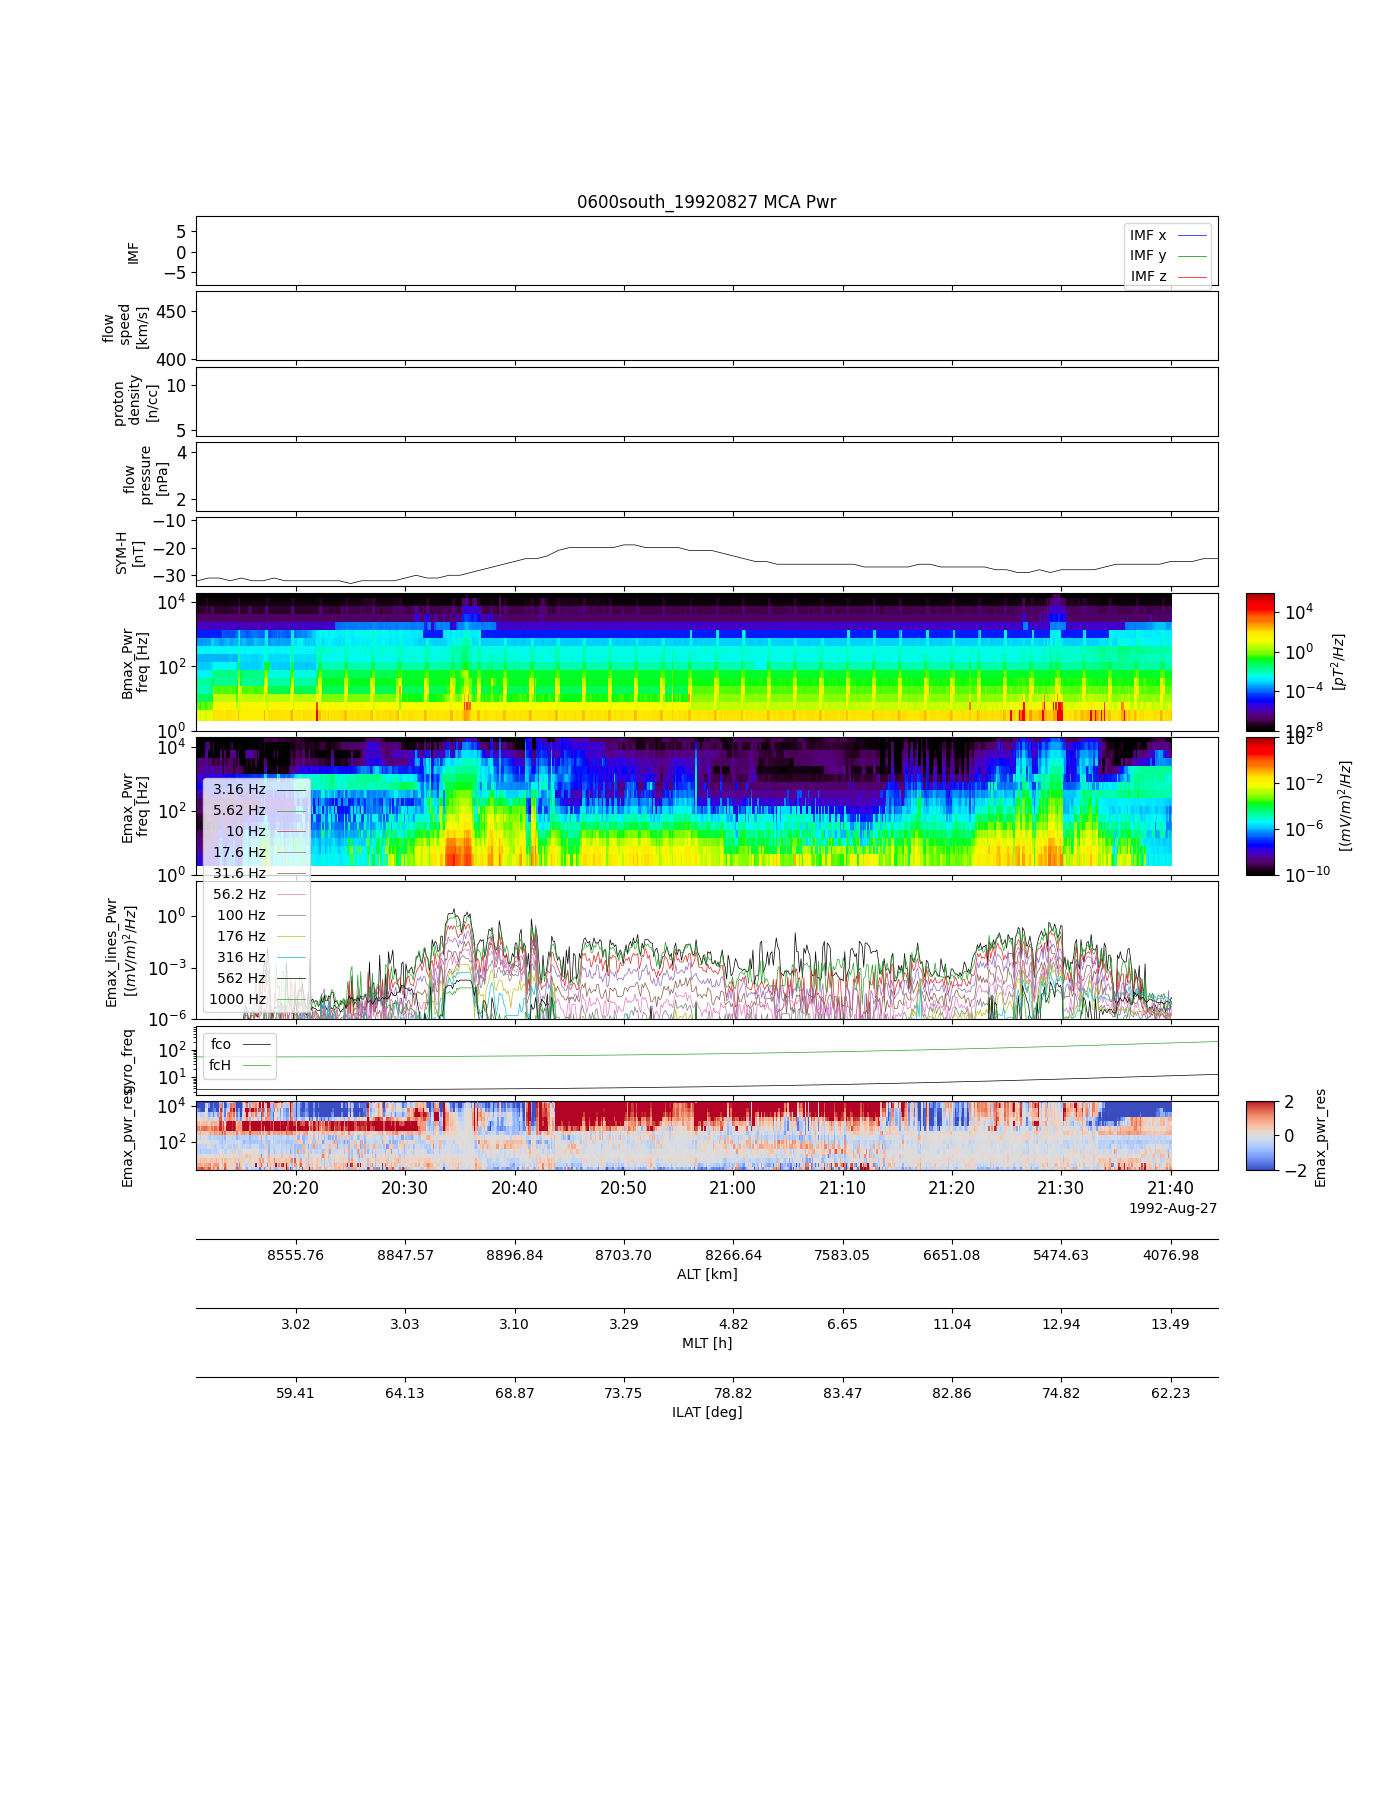 0600south_19920827 MCA Pwr
5
0
−5
IMF
IMF x
IMF y
IMF z
450
400
flow
speed
[km/s]
10
5
proton
density
[n/cc]
4
2
flow
pressure
[nPa]
−10
−20
−30
SYM-H
[nT]
10^4
10^2
10^0
Bmax_Pwr
freq [Hz]
10^4
10^0
10^−4
10^−8
[pT^2/Hz]
10^4
10^2
10^0
Emax_Pwr
freq [Hz]
10^2
10^−2
10^−6
10^−10
[(mV/m)^2/Hz]
3.16 Hz
5.62 Hz
10 Hz
17.6 Hz
31.6 Hz
56.2 Hz
100 Hz
176 Hz
316 Hz
562 Hz
1000 Hz
10^0
10^−3
10^−6
Emax_lines_Pwr
[(mV/m)^2/Hz]
fco
fcH
10^2
10^1
gyro_freq
10^4
10^2
Emax_pwr_res
2
0
−2
Emax_pwr_res
20:20 20:30 20:40 20:50 21:00 21:10 21:20 21:30 21:40
1992-Aug-27
8555.76 8847.57 8896.84 8703.70 8266.64 7583.05 6651.08 5474.63 4076.98
ALT [km]
3.02 3.03 3.10 3.29 4.82 6.65 11.04 12.94 13.49
MLT [h]
59.41 64.13 68.87 73.75 78.82 83.47 82.86 74.82 62.23
ILAT [deg]